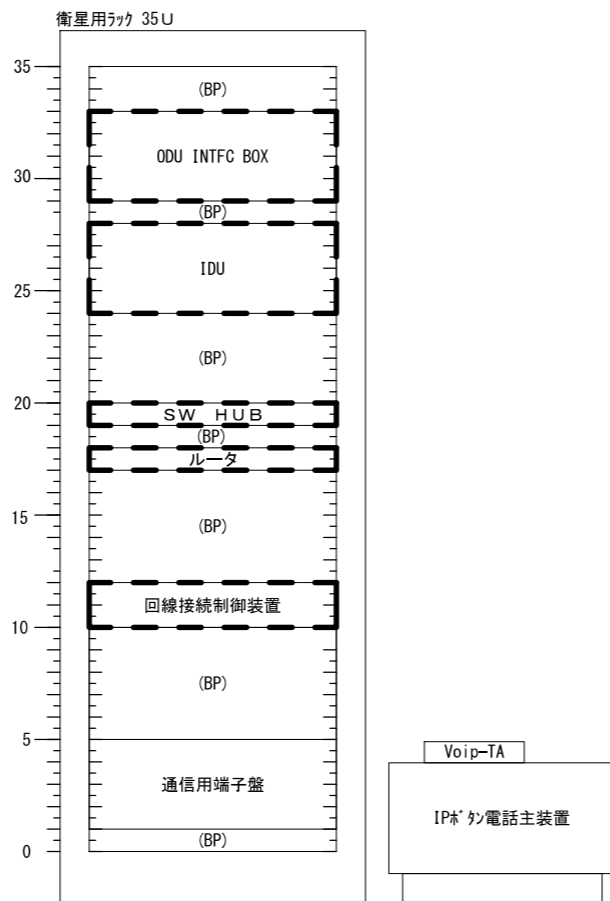 衛星用ﾗｯｸ 35U
35
(BP)
ODU INTFC BOX
30
(BP)
IDU
25
(BP)
20
SW HUB
(BP)
ルータ
15
(BP)
回線接続制御装置
10
(BP)
5
Voip-TA
通信用端子盤
IPﾎﾞﾀﾝ電話主装置
(BP)
0